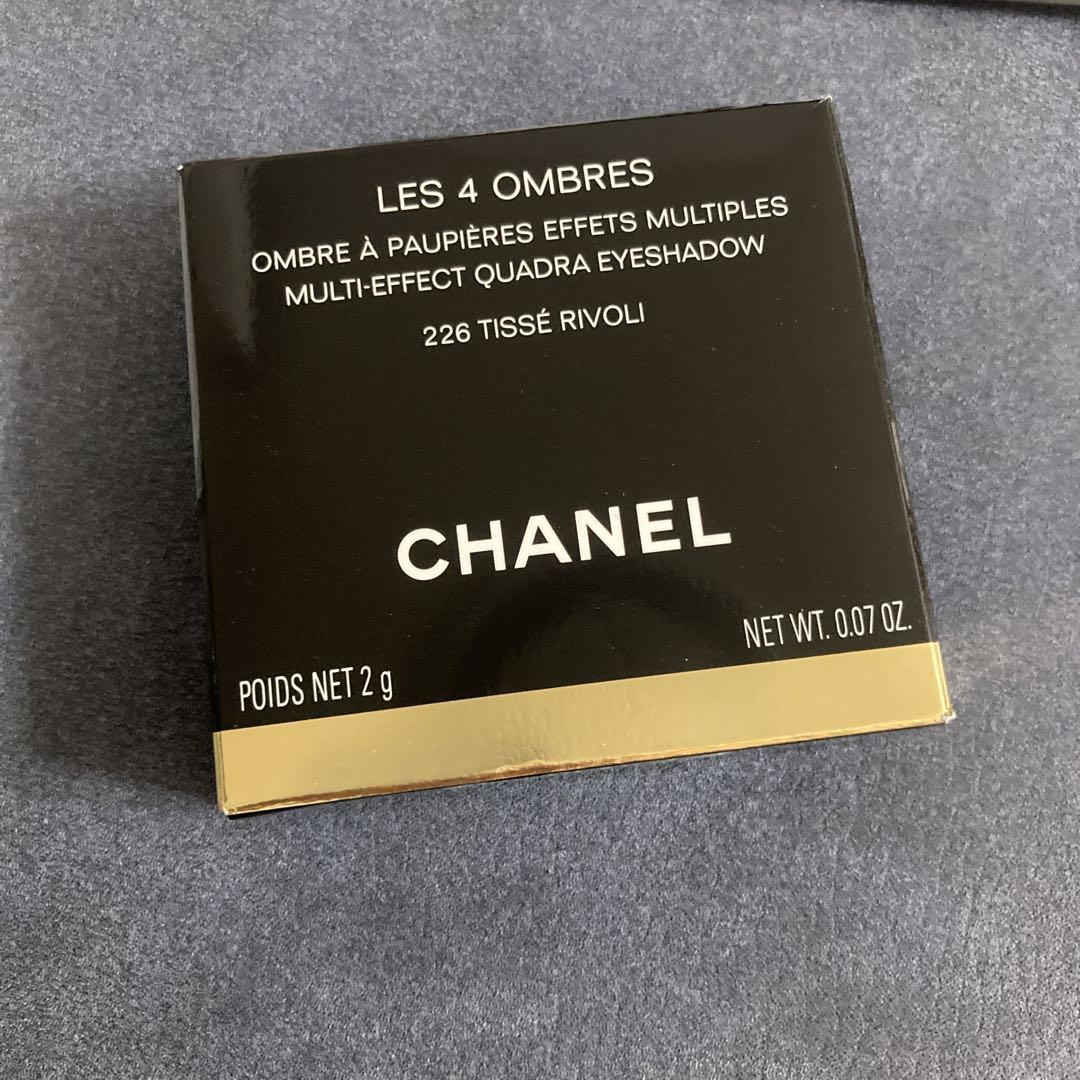 LES 4 OMBRES
OMBRE À PAUPIÈRES EFFETS MULTIPLES
MULTI-EFFECT QUADRA EYESHADOW
226 TISSÉ RIVOLI
CHANEL
POIDS NET 2 g
NET WT. 0.07 OZ.